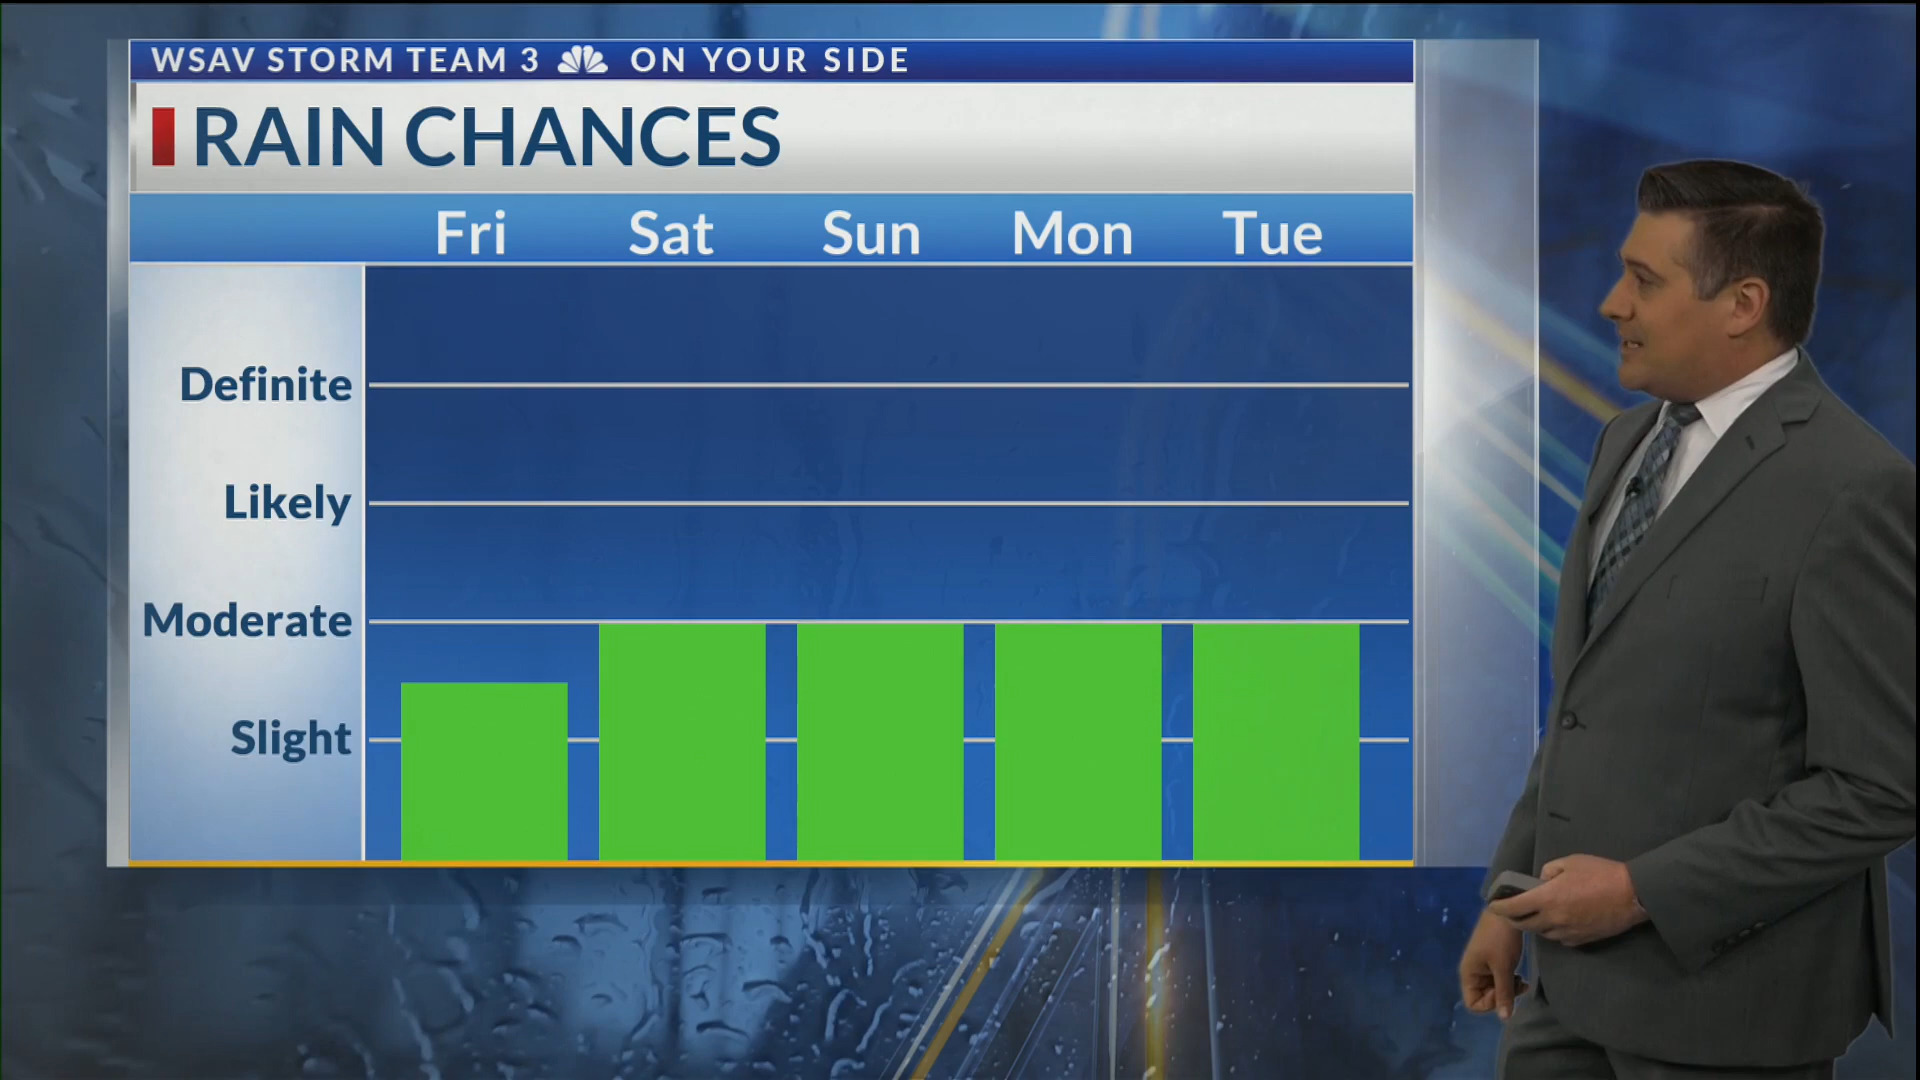 WSAV STORM TEAM 3 ON YOUR SIDE
RAIN CHANCES
Fri Sat Sun Mon Tue
Definite
Likely
Moderate
Slight